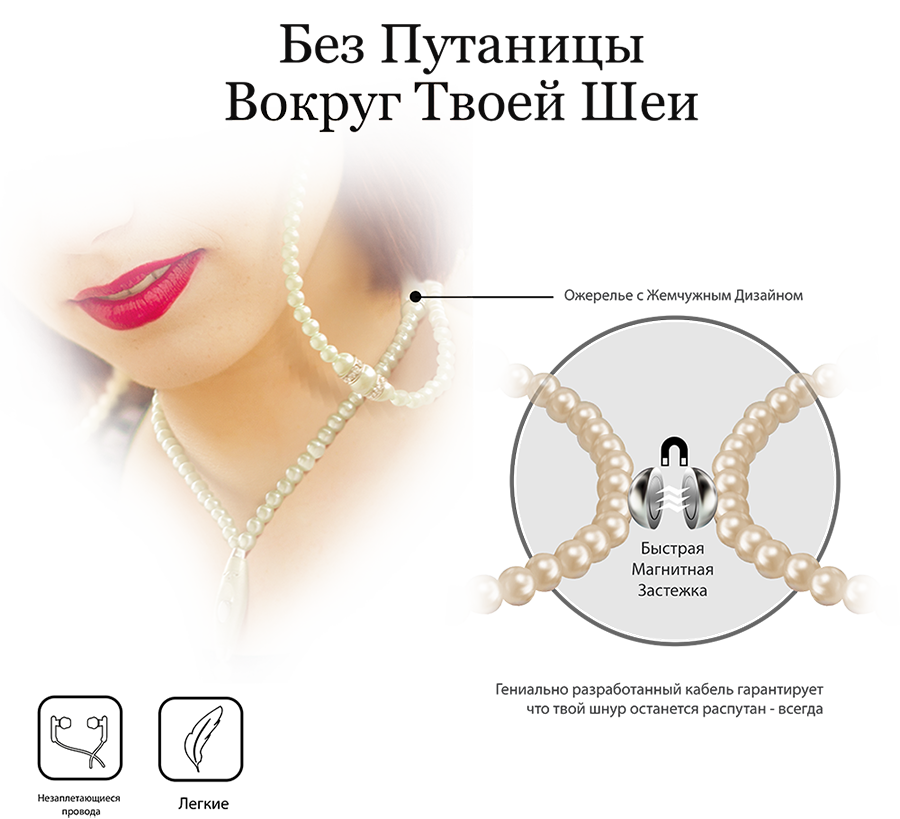 Без Путаницы
Вокруг Твоей Шеи
Ожерелье с Жемчужным Дизайном
Быстрая
Магнитная
Застежка
Гениально разработанный кабель гарантирует
что твой шнур останется распутан - всегда
Незаплетающиеся
провода
Легкие